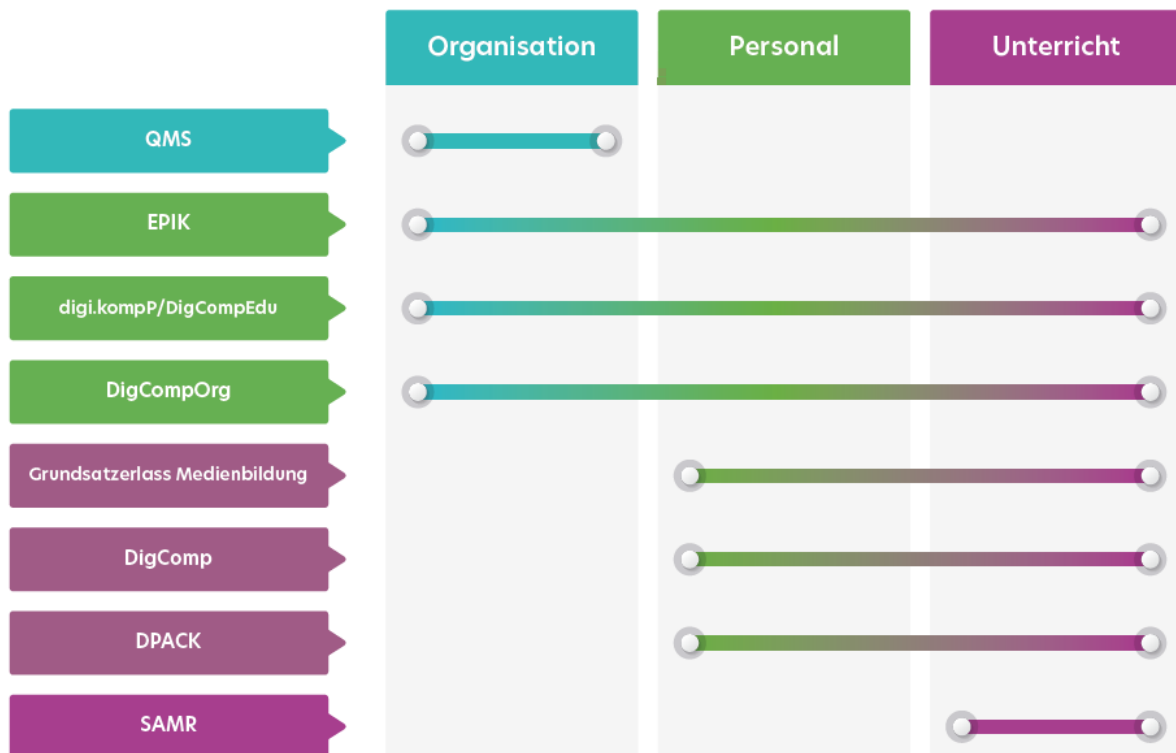 Organisation
Personal
Unterricht
QMS
EPIK
digi.kompP/DigCompEdu
DigCompOrg
Grundsatzerlass Medienbildung
DigComp
DPACK
SAMR